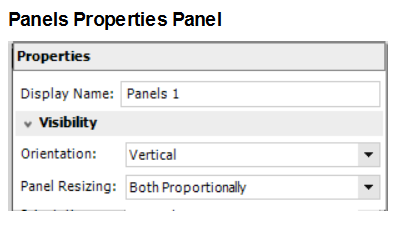 Panels Properties Panel
Properties
Display Name: Panels 1
Visibility
Orientation: Vertical
Panel Resizing: Both Proportionally